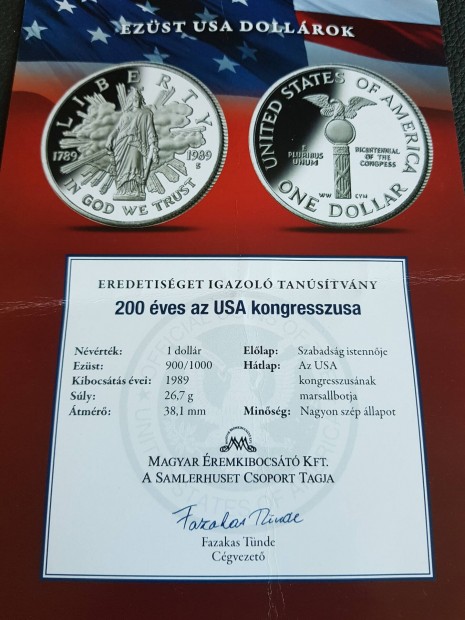 EZÜST USA DOLLÁROK
LIBERTY
1789 1989
S
IN GOD WE TRUST
UNITED STATES OF AMERICA
E
PLURIBUS
UNUM
BICENTENNIAL
OF THE
CONGRESS
WW CYM
ONE DOLLAR
EREDETISÉGET IGAZOLÓ TANÚSÍTVÁNY
200 éves az USA kongresszusa
Névérték: 1 dollár
Ezüst: 900/1000
Kibocsátás évei: 1989
Súly: 26,7 g
Átmérő: 38,1 mm
Előlap: Szabadság istennője
Hátlap: Az USA
kongresszusának
marsallbotja
Minőség: Nagyon szép állapot
MAGYAR ÉREMKIBOCSÁTÓ KFT.
A SAMLERHUSET CSOPORT TAGJA
Fazakas Tünde
Fazakas Tünde
Cégvezető